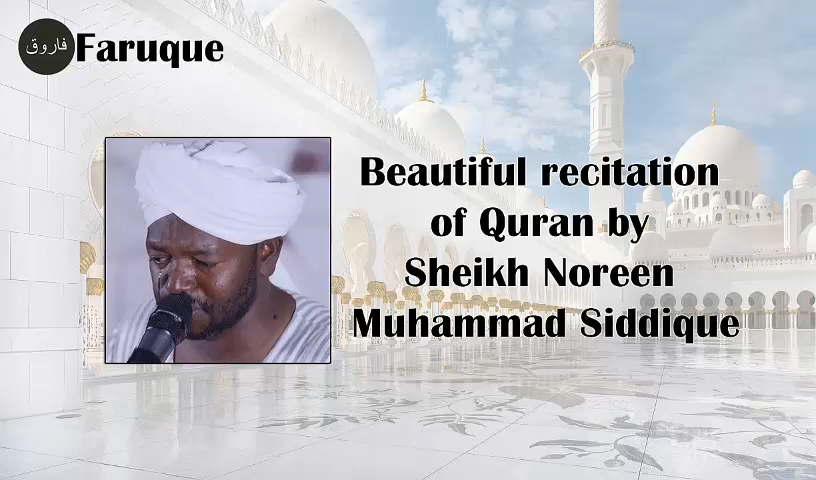 فاروق
Faruque
Beautiful recitation
of Quran by
Sheikh Noreen
Muhammad Siddique